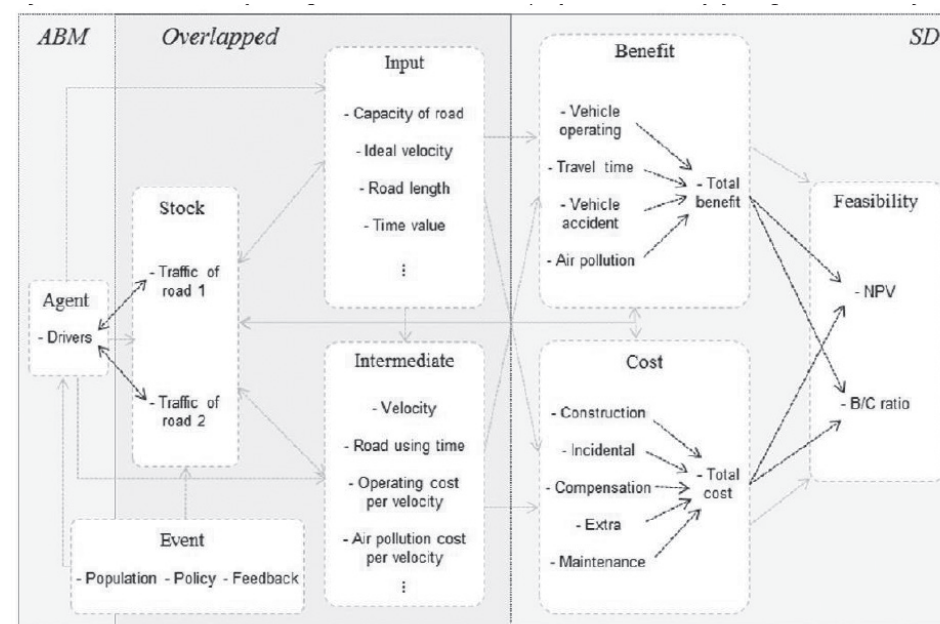 ABM
Overlapped
SD
Input
- Capacity of road
- Ideal velocity
- Road length
- Time value
⋮
Stock
- Traffic of
road 1
- Traffic of
road 2
Agent
- Drivers
Intermediate
- Velocity
- Road using time
- Operating cost
per velocity
- Air pollution cost
per velocity
⋮
Event
- Population - Policy - Feedback
Benefit
- Vehicle
operating
- Travel time
- Vehicle
accident
- Air pollution
- Total
benefit
Cost
- Construction
- Incidental
- Compensation
- Extra
- Maintenance
- Total
cost
Feasibility
- NPV
- B/C ratio